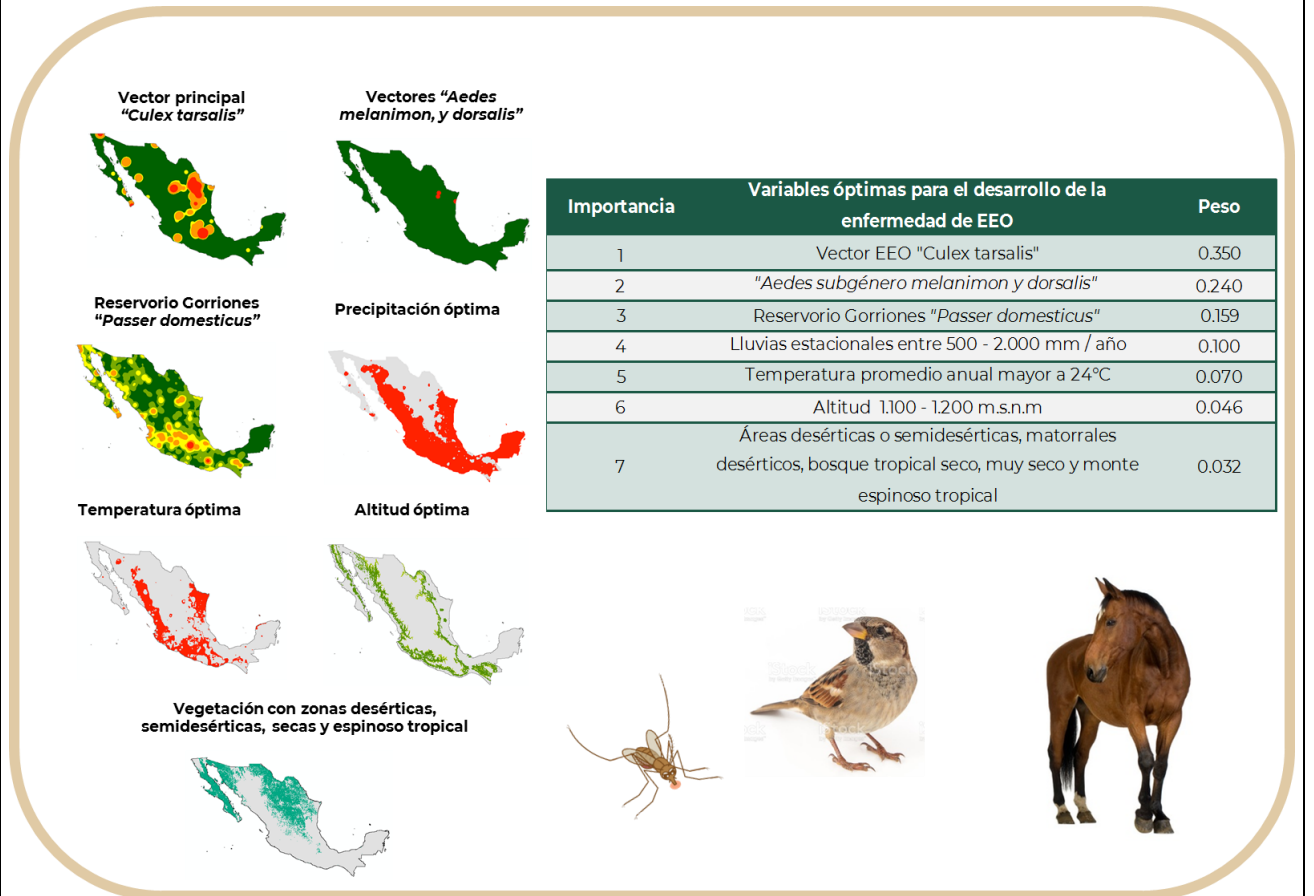 Vector principal
“Culex tarsalis”
Vectores “Aedes
melanimon, y dorsalis”
Reservorio Gorriones
“Passer domesticus”
Precipitación óptima
Temperatura óptima
Altitud óptima
Vegetación con zonas desérticas,
semidesérticas, secas y espinoso tropical
Importancia
Variables óptimas para el desarrollo de la
enfermedad de EEO
Peso
1 Vector EEO "Culex tarsalis" 0.350
2 "Aedes subgénero melanimon y dorsalis" 0.240
3 Reservorio Gorriones "Passer domesticus" 0.159
4 Lluvias estacionales entre 500 - 2.000 mm / año 0.100
5 Temperatura promedio anual mayor a 24°C 0.070
6 Altitud 1.100 - 1.200 m.s.n.m 0.046
Áreas desérticas o semidesérticas, matorrales
7 desérticos, bosque tropical seco, muy seco y monte 0.032
espinoso tropical